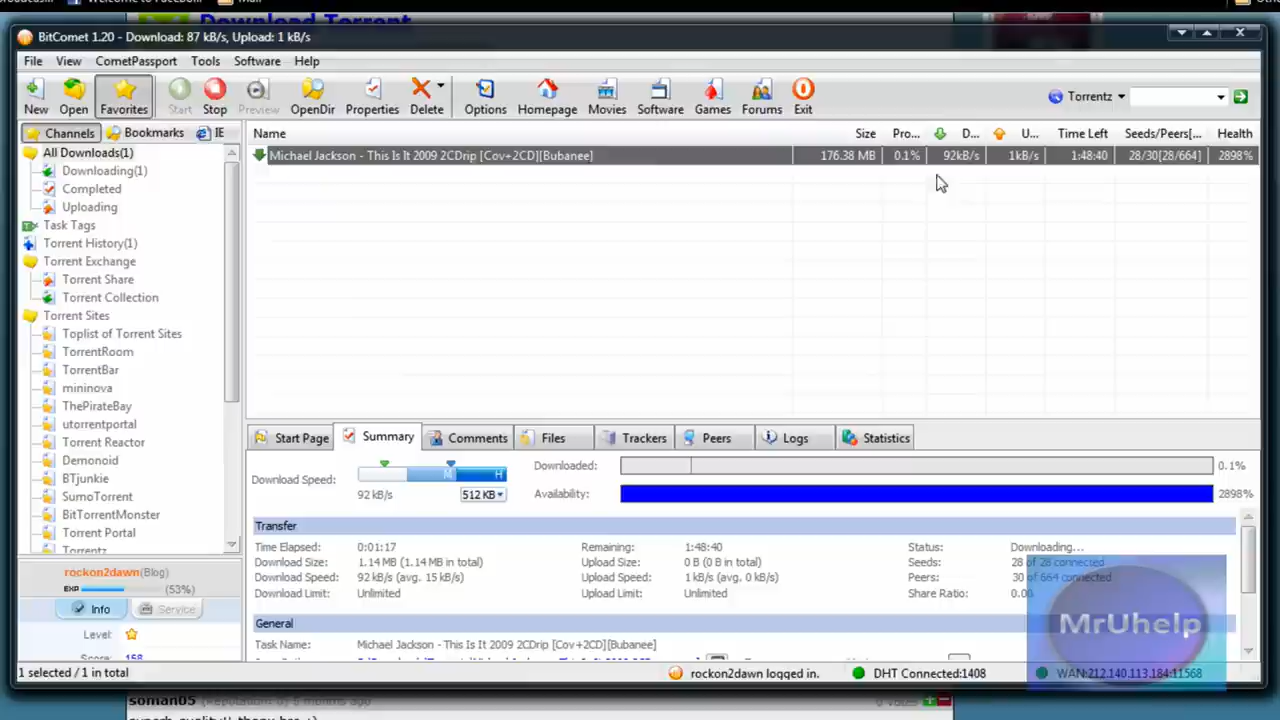 Download Torrent
BitComet 1.20 - Download: 87 kB/s, Upload: 1 kB/s
File View CometPassport Tools Software Help
New Open Favorites Start Stop Preview OpenDir Properties Delete Options Homepage Movies Software Games Forums Exit Torrentz
Channels Bookmarks IE
Name Size Pro... D... U... Time Left Seeds/Peers[... Health
Michael Jackson - This Is It 2009 2CDrip [Cov+2CD][Bubanee] 176.38 MB 0.1% 92kB/s 1kB/s 1:48:40 28/30[28/664] 2898%
All Downloads(1)
Downloading(1)
Completed
Uploading
Task Tags
Torrent History(1)
Torrent Exchange
Torrent Share
Torrent Collection
Torrent Sites
Toplist of Torrent Sites
TorrentRoom
TorrentBar
mininova
ThePirateBay
utorrentportal
Torrent Reactor
Demonoid
BTjunkie
SumoTorrent
BitTorrentMonster
Torrent Portal
Torrentz
rockon2dawn(Blog)
EXP (53%)
Info Service
Level:
Score: 158
Start Page Summary Comments Files Trackers Peers Logs Statistics
Download Speed: M H
92 kB/s 512 KB
Downloaded: 0.1%
Availability: 2898%
Transfer
Time Elapsed: 0:01:17 Remaining: 1:48:40 Status: Downloading...
Download Size: 1.14 MB (1.14 MB in total) Upload Size: 0 B (0 B in total) Seeds: 28 of 28 connected
Download Speed: 92 kB/s (avg. 15 kB/s) Upload Speed: 1 kB/s (avg. 0 kB/s) Peers: 30 of 664 connected
Download Limit: Unlimited Upload Limit: Unlimited Share Ratio:
General
Task Name: Michael Jackson - This Is It 2009 2CDrip [Cov+2CD][Bubanee]
MrUhelp
1 selected / 1 in total rockon2dawn logged in. DHT Connected:1408 WAN:212.140.113.184:11568
soman05